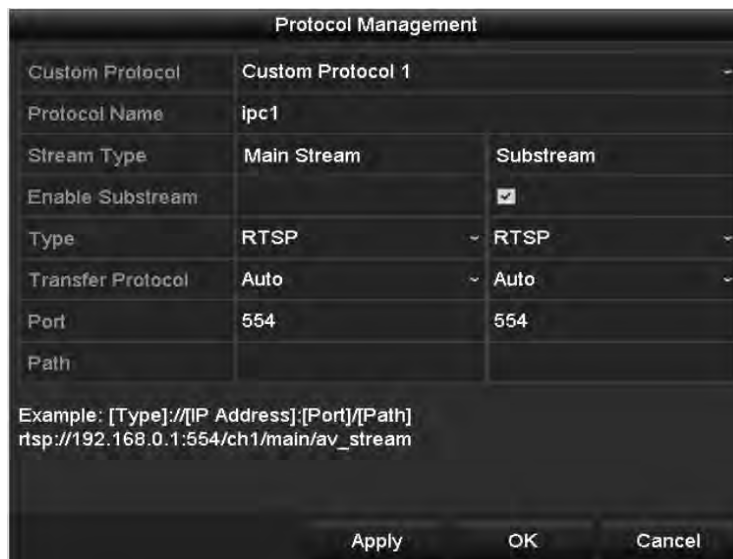 Protocol Management
Custom Protocol Custom Protocol 1
Protocol Name ipc1
Stream Type Main Stream Substream
Enable Substream
Type RTSP RTSP
Transfer Protocol Auto Auto
Port 554 554
Path
Example: [Type]://[IP Address]:[Port]/[Path]
rtsp://192.168.0.1:554/ch1/main/av_stream
Apply OK Cancel